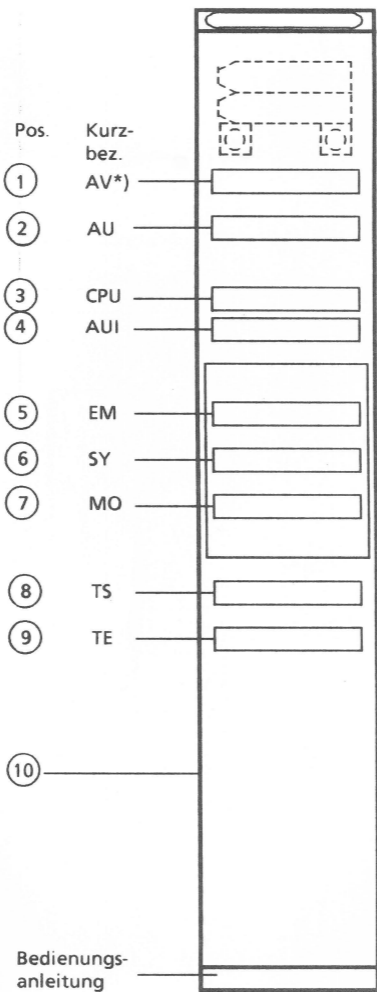 Pos. Kurz-
bez.
1 AV*)
2 AU
3 CPU
4 AUI
5 EM
6 SY
7 MO
8 TS
9 TE
10
Bedienungs-
anleitung